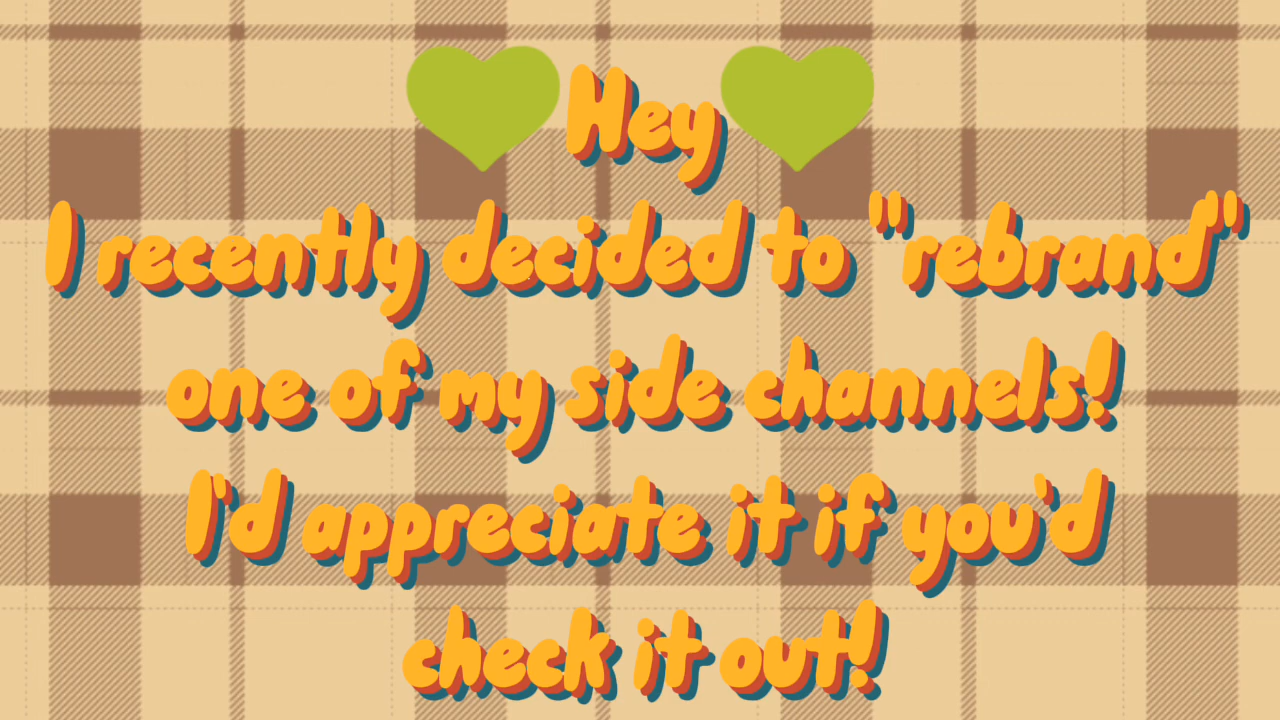 Hey
I recently decided to "rebrand"
one of my side channels!
I'd appreciate it if you'd
check it out!